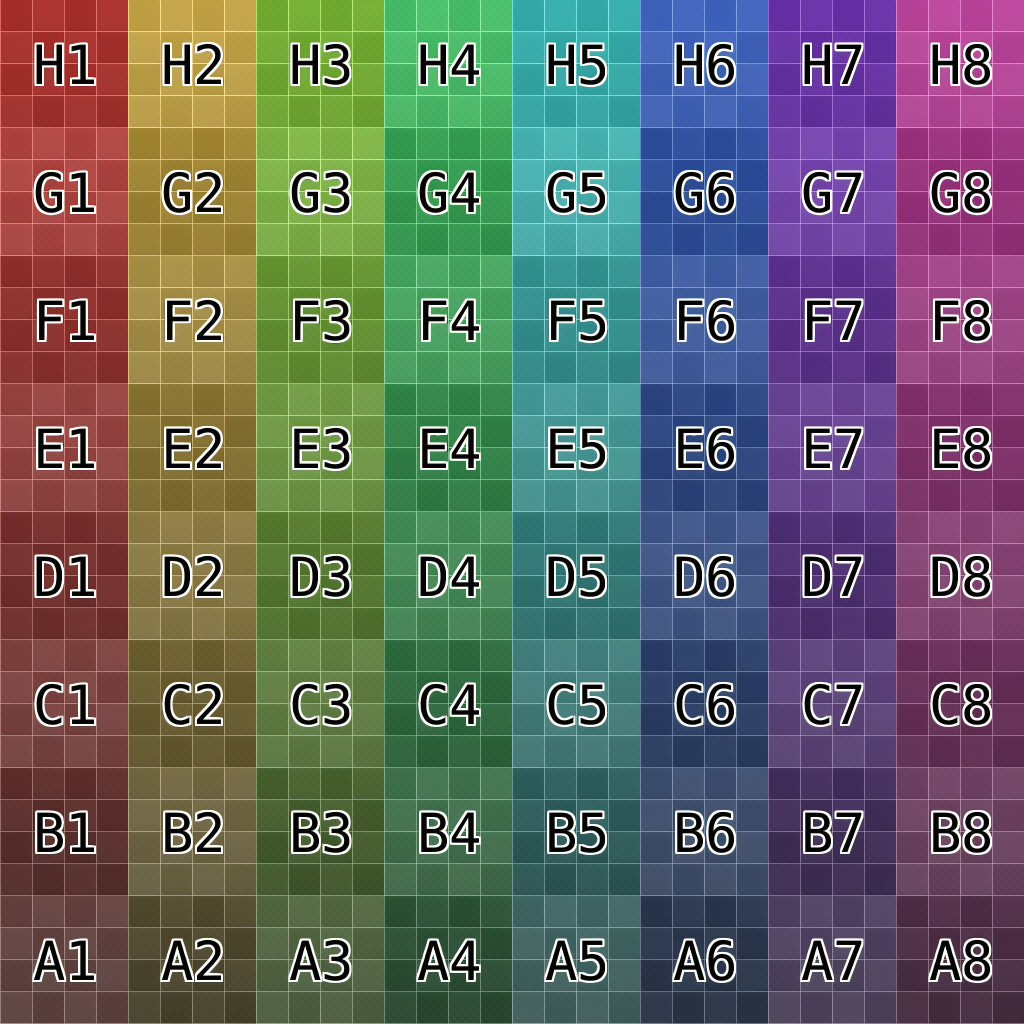 H1 H2 H3 H4 H5 H6 H7 H8
G1 G2 G3 G4 G5 G6 G7 G8
F1 F2 F3 F4 F5 F6 F7 F8
E1 E2 E3 E4 E5 E6 E7 E8
D1 D2 D3 D4 D5 D6 D7 D8
C1 C2 C3 C4 C5 C6 C7 C8
B1 B2 B3 B4 B5 B6 B7 B8
A1 A2 A3 A4 A5 A6 A7 A8